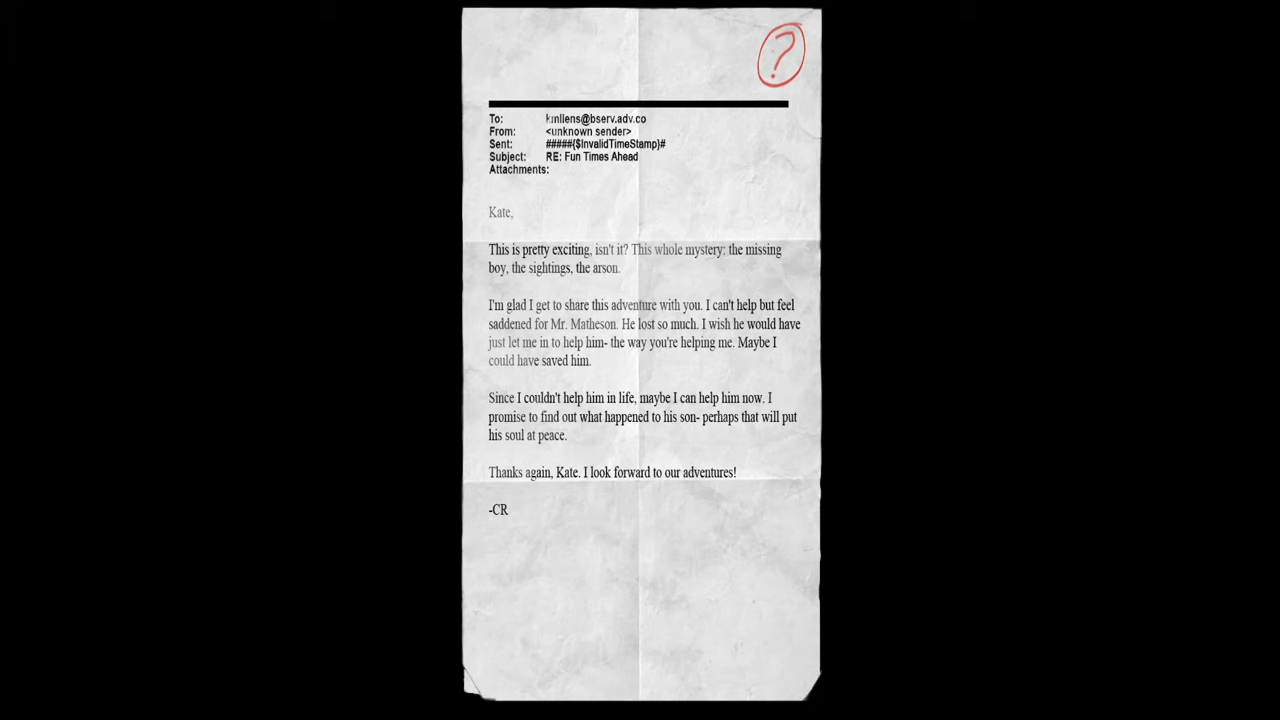 ?
To: kmllens@bserv.adv.co
From: <unknown sender>
Sent: #####{$InvalidTimeStamp}#
Subject: RE: Fun Times Ahead
Attachments:
Kate,
This is pretty exciting, isn't it? This whole mystery: the missing
boy, the sightings, the arson.
I'm glad I get to share this adventure with you. I can't help but feel
saddened for Mr. Matheson. He lost so much. I wish he would have
just let me in to help him- the way you're helping me. Maybe I
could have saved him.
Since I couldn't help him in life, maybe I can help him now. I
promise to find out what happened to his son- perhaps that will put
his soul at peace.
Thanks again, Kate. I look forward to our adventures!
-CR